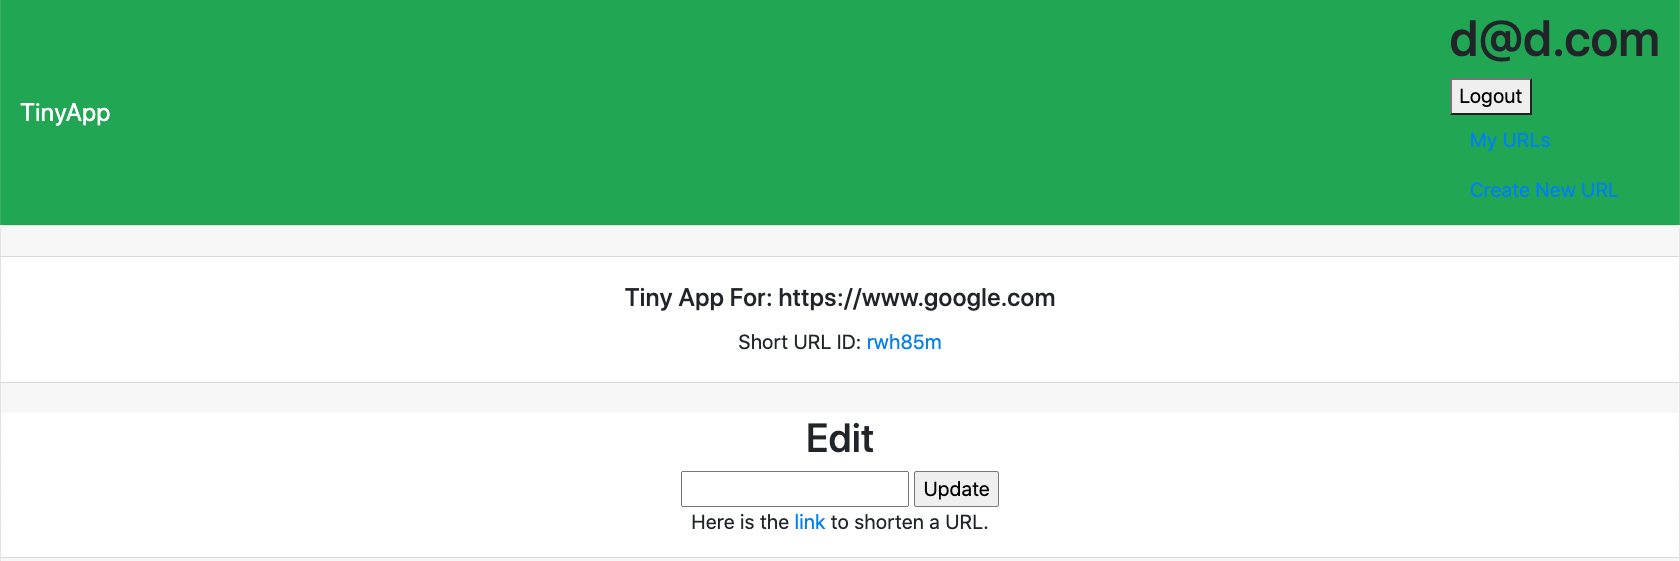 d@d.com
TinyApp
Logout
My URLs
Create New URL
Tiny App For: https://www.google.com
Short URL ID: rwh85m
Edit
Update
Here is the link to shorten a URL.